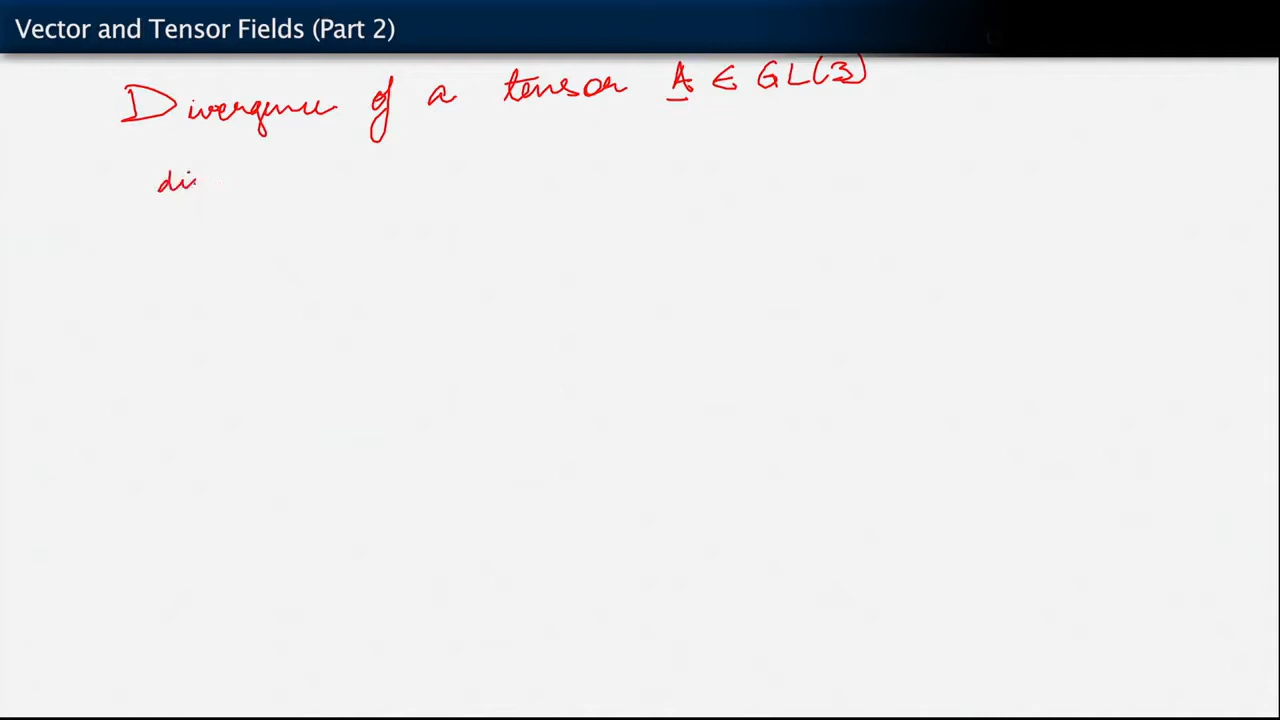 Vector and Tensor Fields (Part 2)
Divergence of a tensor A ∈ GL(3)
di